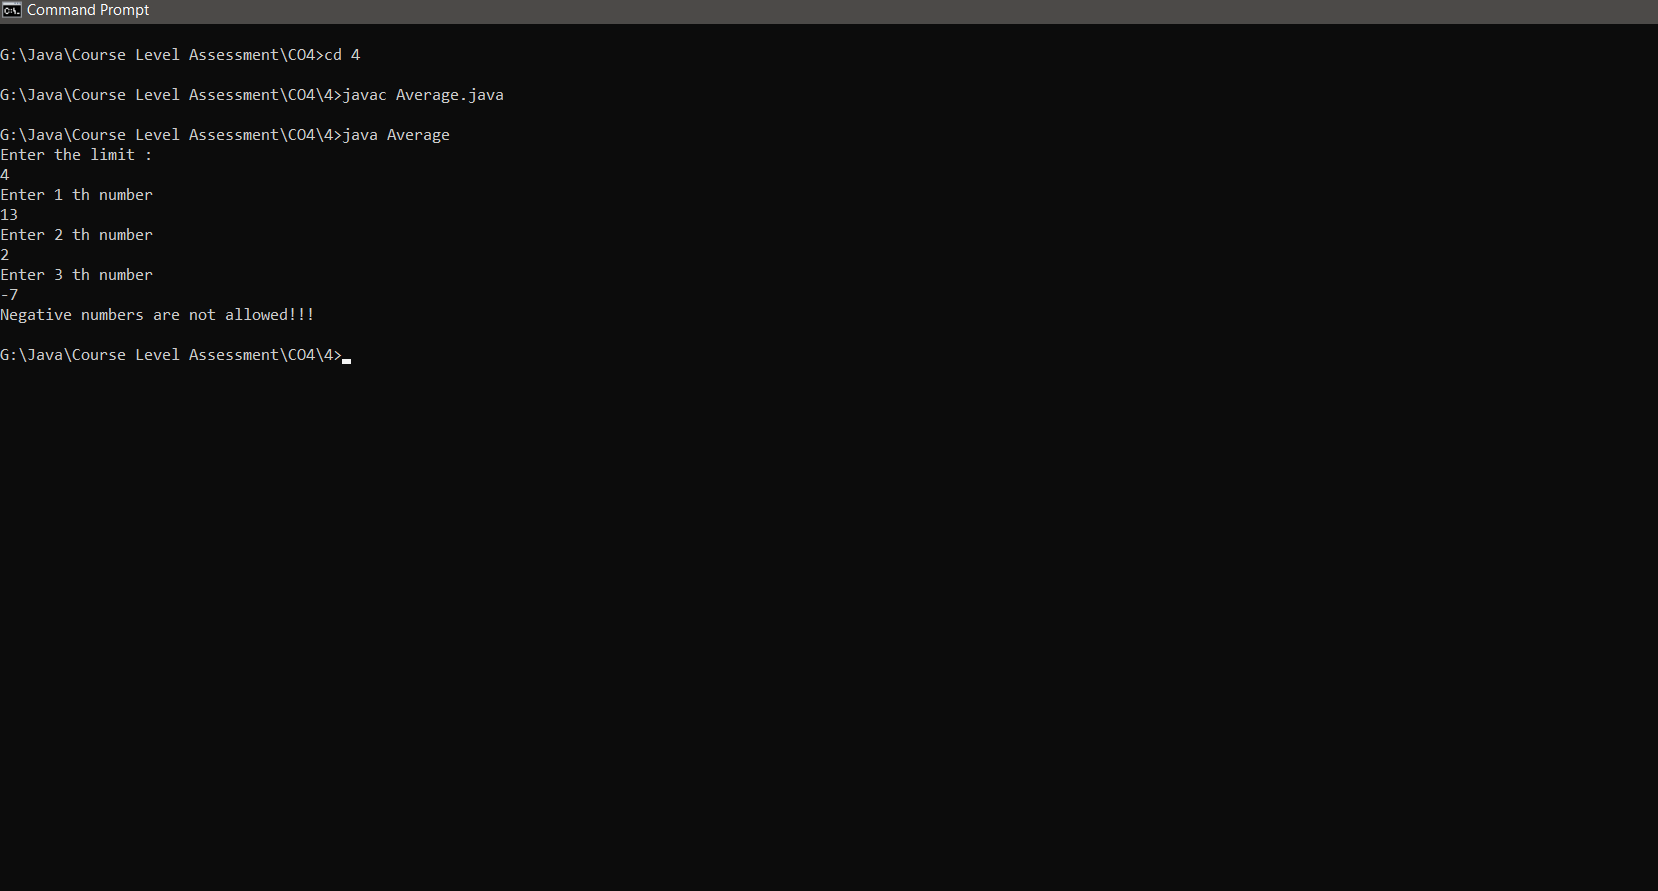 Command Prompt
G:\Java\Course Level Assessment\CO4>cd 4
G:\Java\Course Level Assessment\CO4\4>javac Average.java
G:\Java\Course Level Assessment\CO4\4>java Average
Enter the limit :
4
Enter 1 th number
13
Enter 2 th number
2
Enter 3 th number
-7
Negative numbers are not allowed!!!
G:\Java\Course Level Assessment\CO4\4>